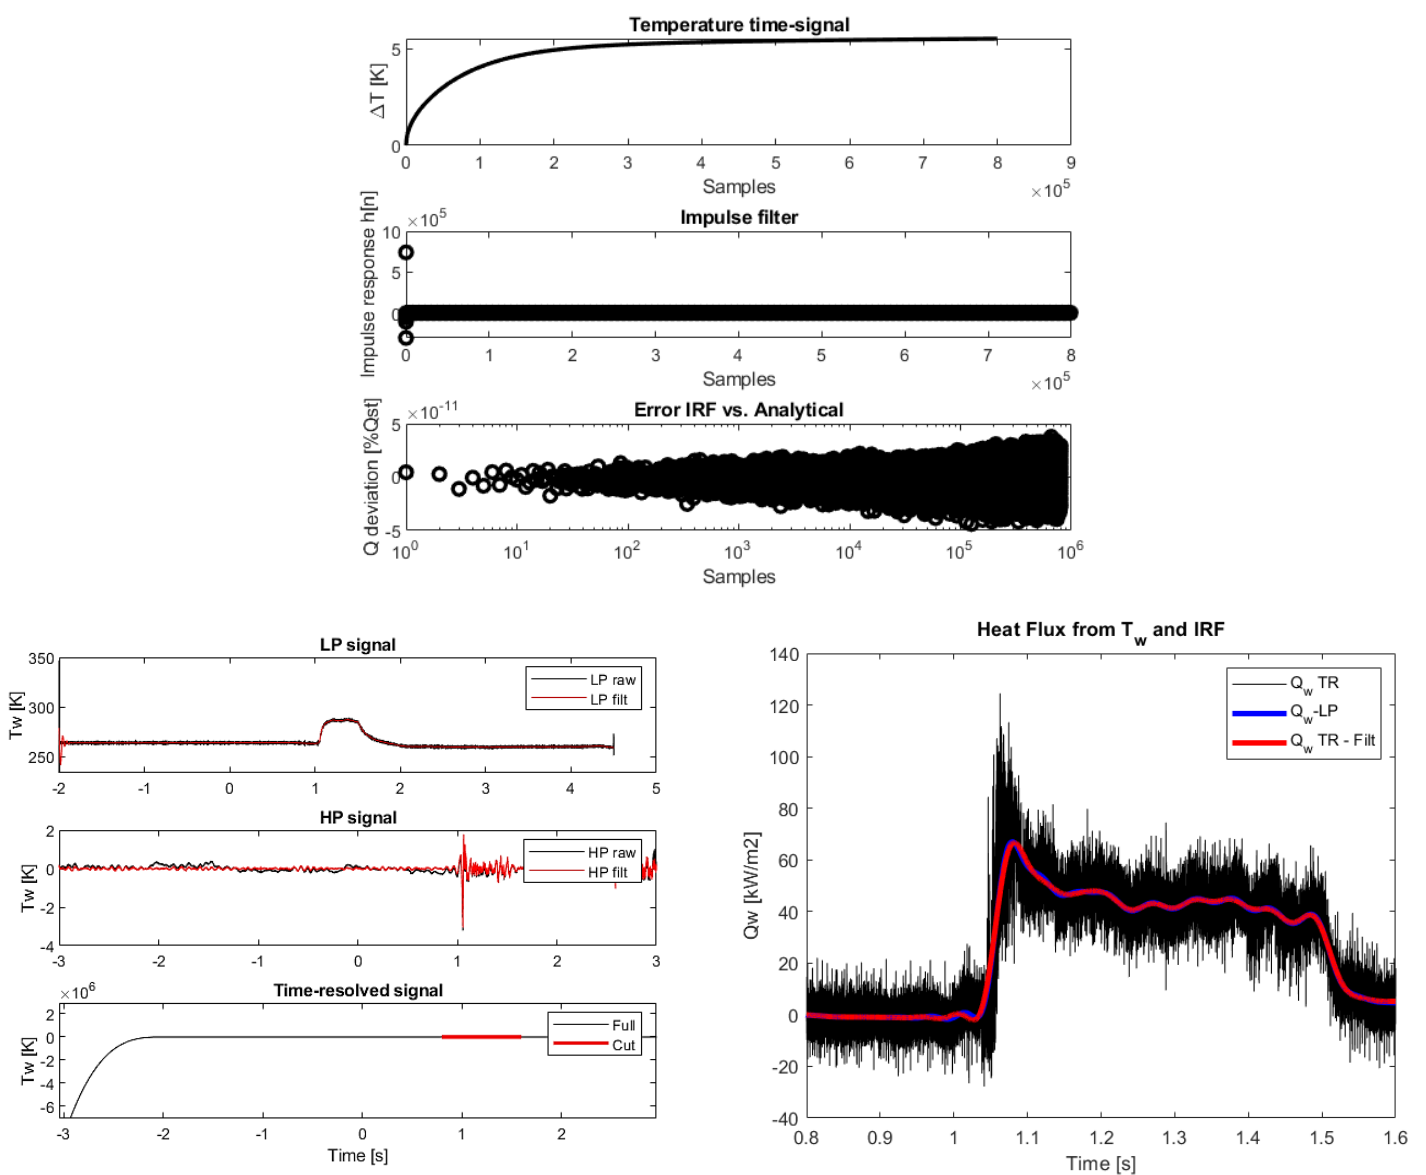 Temperature time-signal
ΔT [K]
5
0
0 1 2 3 4 5 6 7 8 9
Samples
×10^5
Impulse filter
Impulse response h[n]
×10^5
10
5
0
0 1 2 3 4 5 6 7 8
Samples
×10^5
Error IRF vs. Analytical
Q deviation [%Qst]
×10^-11
5
0
-5
10^0 10^1 10^2 10^3 10^4 10^5 10^6
Samples
LP signal
Tw [K]
350
300
250
LP raw
LP filt
-2 -1 0 1 2 3 4 5
HP signal
Tw [K]
2
0
-2
-4
HP raw
HP filt
-3 -2 -1 0 1 2 3
Time-resolved signal
Tw [K]
×10^6
2
0
-2
-4
-6
Full
Cut
-3 -2 -1 0 1 2
Time [s]
Heat Flux from T_w and IRF
Qw [kW/m2]
140
120
100
80
60
40
20
0
-20
-40
Q_w TR
Q_w-LP
Q_w TR - Filt
0.8 0.9 1 1.1 1.2 1.3 1.4 1.5 1.6
Time [s]